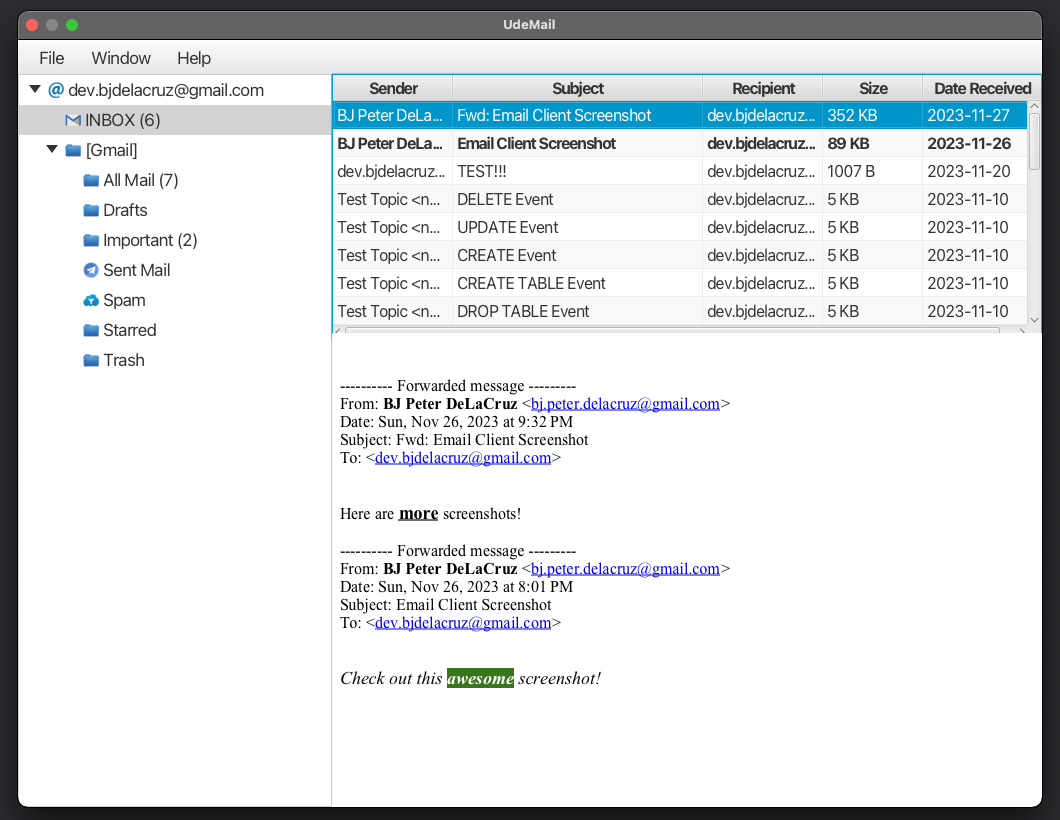 UdeMail
File Window Help
@ dev.bjdelacruz@gmail.com
INBOX (6)
[Gmail]
All Mail (7)
Drafts
Important (2)
Sent Mail
Spam
Starred
Trash
Sender Subject Recipient Size Date Received
BJ Peter DeLa... Fwd: Email Client Screenshot dev.bjdelacruz... 352 KB 2023-11-27
BJ Peter DeLa... Email Client Screenshot dev.bjdelacruz... 89 KB 2023-11-26
dev.bjdelacruz... TEST!!! dev.bjdelacruz... 1007 B 2023-11-20
Test Topic <n... DELETE Event dev.bjdelacruz... 5 KB 2023-11-10
Test Topic <n... UPDATE Event dev.bjdelacruz... 5 KB 2023-11-10
Test Topic <n... CREATE Event dev.bjdelacruz... 5 KB 2023-11-10
Test Topic <n... CREATE TABLE Event dev.bjdelacruz... 5 KB 2023-11-10
Test Topic <n... DROP TABLE Event dev.bjdelacruz... 5 KB 2023-11-10
---------- Forwarded message ---------
From: BJ Peter DeLaCruz <bj.peter.delacruz@gmail.com>
Date: Sun, Nov 26, 2023 at 9:32 PM
Subject: Fwd: Email Client Screenshot
To: <dev.bjdelacruz@gmail.com>
Here are more screenshots!
---------- Forwarded message ---------
From: BJ Peter DeLaCruz <bj.peter.delacruz@gmail.com>
Date: Sun, Nov 26, 2023 at 8:01 PM
Subject: Email Client Screenshot
To: <dev.bjdelacruz@gmail.com>
Check out this awesome screenshot!